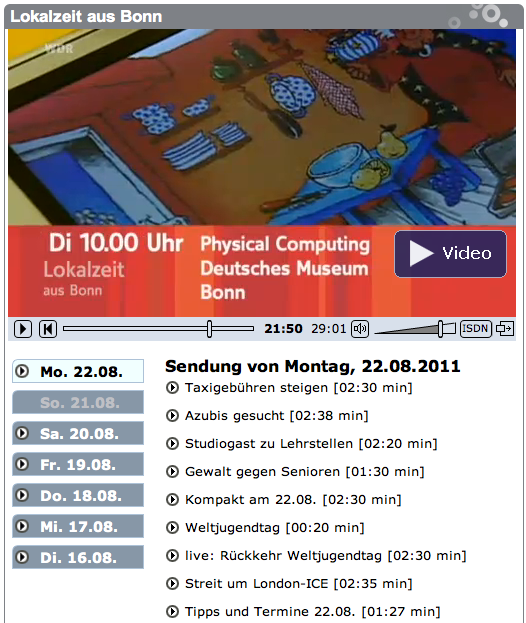 Lokalzeit aus Bonn
WDR
Di 10.00 Uhr
Lokalzeit
aus Bonn
Physical Computing
Deutsches Museum
Bonn
Video
21:50 29:01 ISDN
Mo. 22.08.
So. 21.08.
Sa. 20.08.
Fr. 19.08.
Do. 18.08.
Mi. 17.08.
Di. 16.08.
Sendung von Montag, 22.08.2011
Taxigebühren steigen [02:30 min]
Azubis gesucht [02:38 min]
Studiogast zu Lehrstellen [02:20 min]
Gewalt gegen Senioren [01:30 min]
Kompakt am 22.08. [02:30 min]
Weltjugendtag [00:20 min]
live: Rückkehr Weltjugendtag [02:30 min]
Streit um London-ICE [02:35 min]
Tipps und Termine 22.08. [01:27 min]